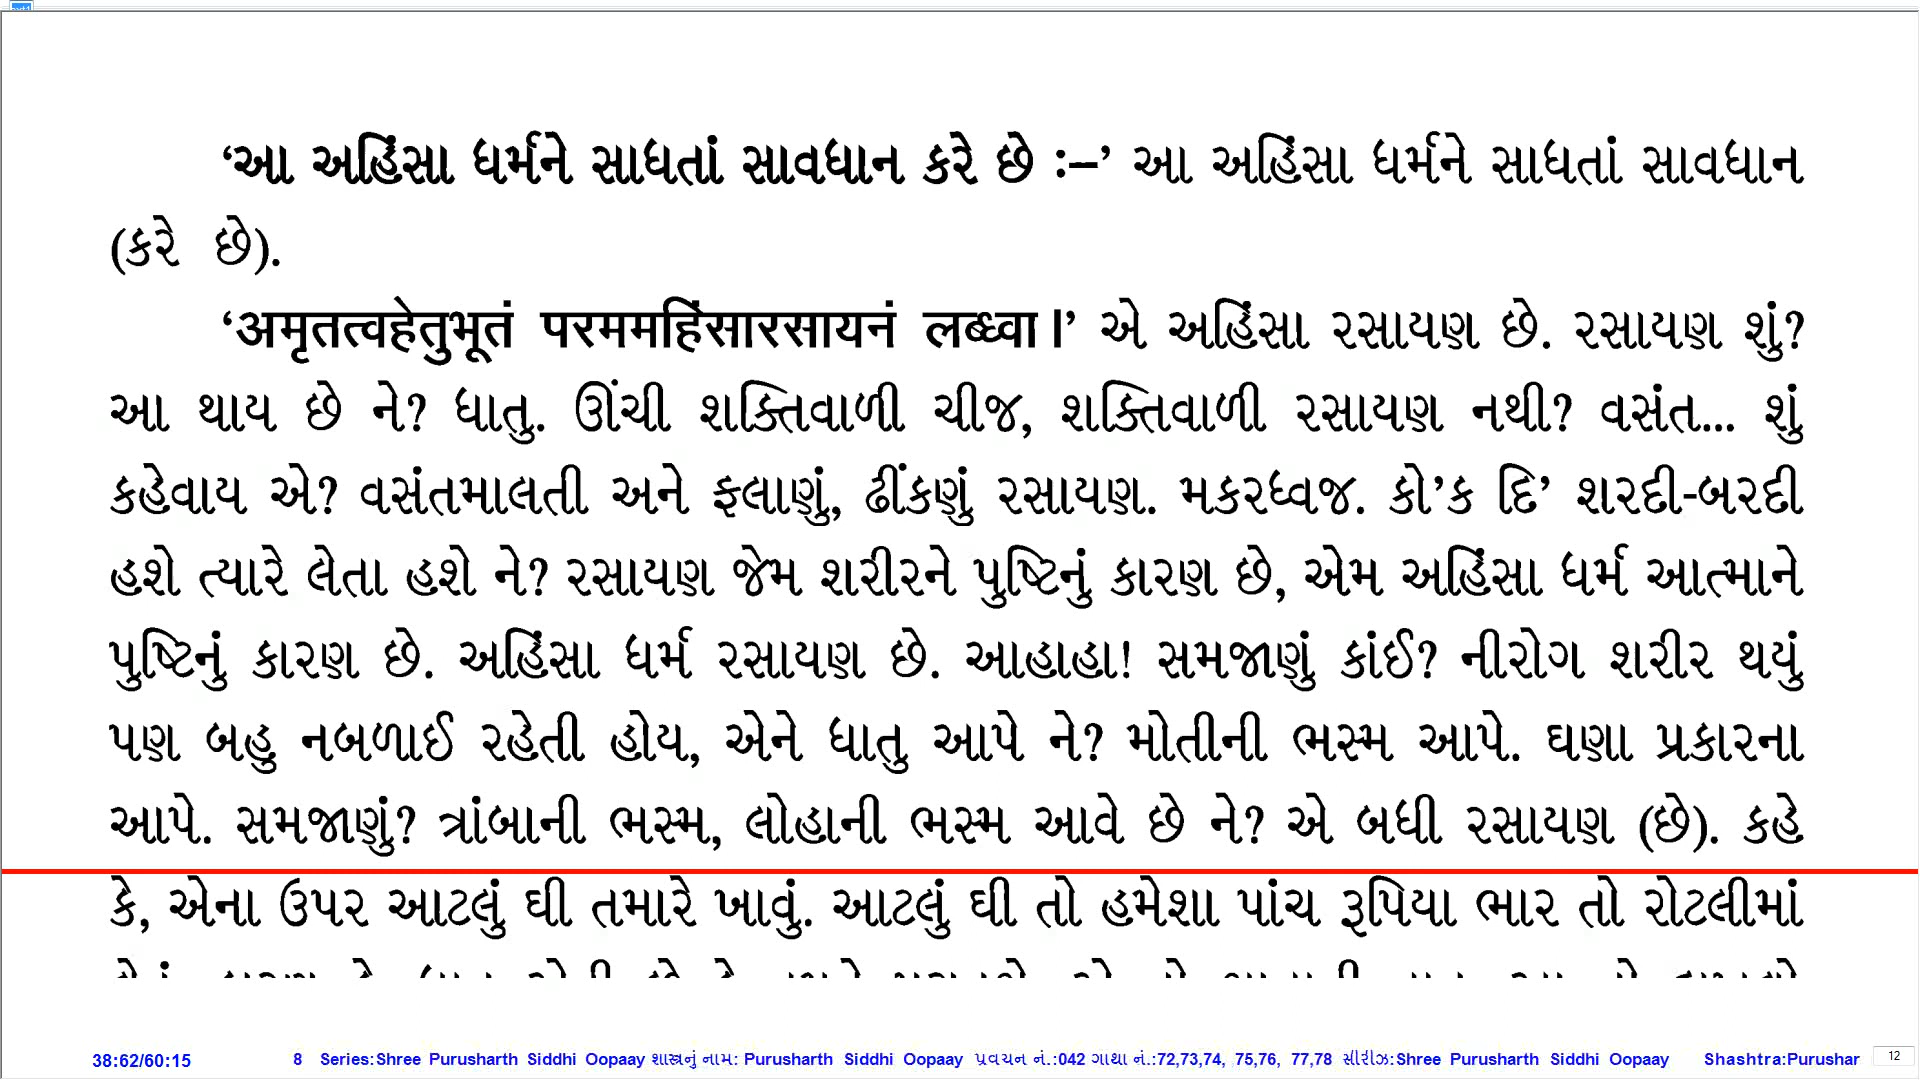 ‘આ અહિંસા ધર્મને સાધતાં સાવધાન કરે છે :–’ આ અહિંસા ધર્મને સાધતાં સાવધાન
(કરે છે).
‘अमृतत्वहेतुभूतं परममहिंसारसायनं लब्ध्वा।’ એ અહિંસા રસાયણ છે. રસાયણ શું?
આ થાય છે ને? ધાતુ. ઊંચી શક્તિવાળી ચીજ, શક્તિવાળી રસાયણ નથી? વસંત... શું
કહેવાય એ? વસંતમાલતી અને ફલાણું, ઢીંકણું રસાયણ. મકરધ્વજ. કો’ક દિ’ શરદી-બરદી
હશે ત્યારે લેતા હશે ને? રસાયણ જેમ શરીરને પુષ્ટિનું કારણ છે, એમ અહિંસા ધર્મ આત્માને
પુષ્ટિનું કારણ છે. અહિંસા ધર્મ રસાયણ છે. આહાહા! સમજાણું કાંઈ? નીરોગ શરીર થયું
પણ બહુ નબળાઈ રહેતી હોય, એને ધાતુ આપે ને? મોતીની ભસ્મ આપે. ઘણા પ્રકારના
આપે. સમજાણું? ત્રાંબાની ભસ્મ, લોહાની ભસ્મ આવે છે ને? એ બધી રસાયણ (છે). કહે
કે, એના ઉપર આટલું ઘી તમારે ખાવું. આટલું ઘી તો હમેશા પાંચ રૂપિયા ભાર તો રોટલીમાં
38:62/60:15 8 Series:Shree Purusharth Siddhi Oopaay શાસ્ત્રનું નામ: Purusharth Siddhi Oopaay પ્રવચન નં.:042 ગાથા નં.:72,73,74, 75,76, 77,78 સીરીઝ:Shree Purusharth Siddhi Oopaay Shashtra:Purushar 12